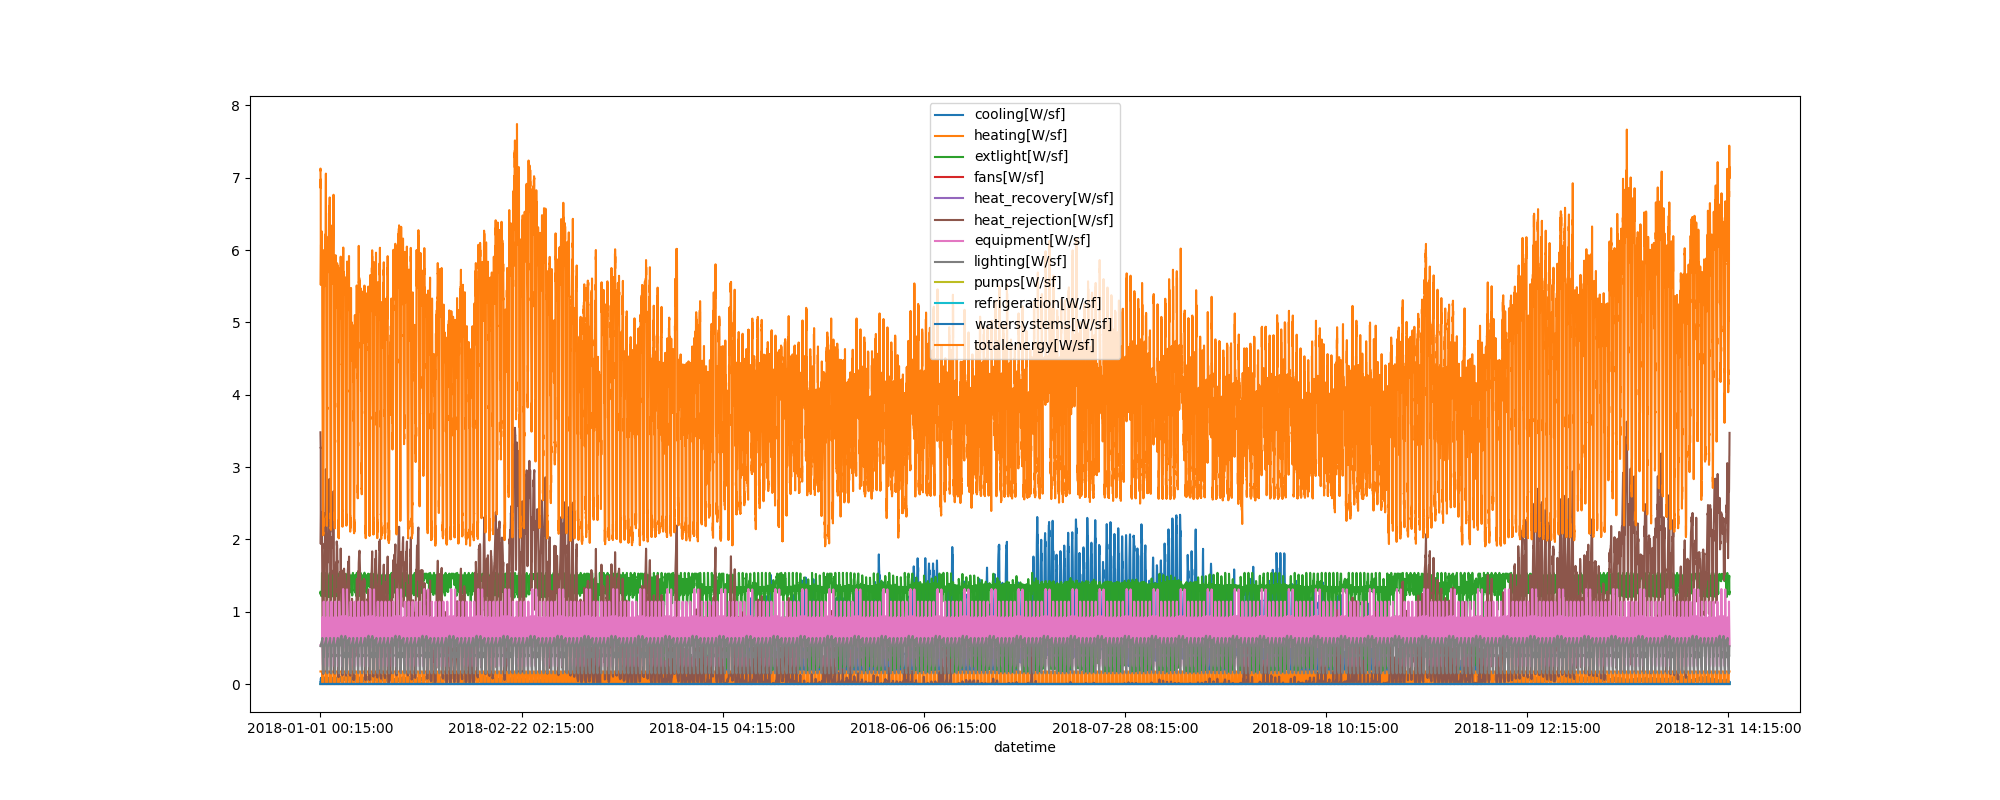 8
7
6
5
4
3
2
1
0
cooling[W/sf]
heating[W/sf]
extlight[W/sf]
fans[W/sf]
heat_recovery[W/sf]
heat_rejection[W/sf]
equipment[W/sf]
lighting[W/sf]
pumps[W/sf]
refrigeration[W/sf]
watersystems[W/sf]
totalenergy[W/sf]
2018-01-01 00:15:00 2018-02-22 02:15:00 2018-04-15 04:15:00 2018-06-06 06:15:00 2018-07-28 08:15:00 2018-09-18 10:15:00 2018-11-09 12:15:00 2018-12-31 14:15:00
datetime